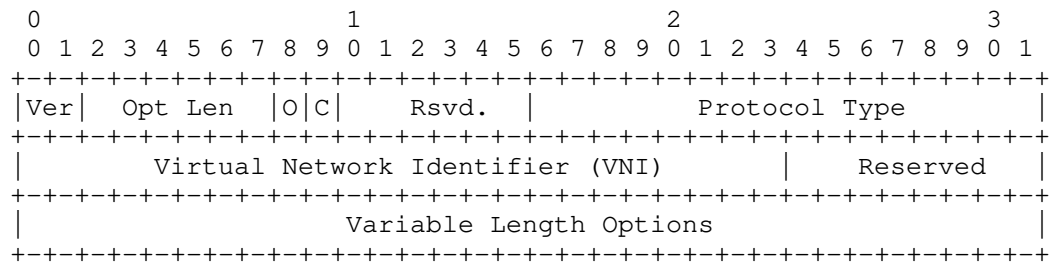 0                   1                   2                   3
 0 1 2 3 4 5 6 7 8 9 0 1 2 3 4 5 6 7 8 9 0 1 2 3 4 5 6 7 8 9 0 1
+-+-+-+-+-+-+-+-+-+-+-+-+-+-+-+-+-+-+-+-+-+-+-+-+-+-+-+-+-+-+-+-+
|Ver|  Opt Len  |O|C|    Rsvd.  |          Protocol Type        |
+-+-+-+-+-+-+-+-+-+-+-+-+-+-+-+-+-+-+-+-+-+-+-+-+-+-+-+-+-+-+-+-+
|        Virtual Network Identifier (VNI)       |    Reserved   |
+-+-+-+-+-+-+-+-+-+-+-+-+-+-+-+-+-+-+-+-+-+-+-+-+-+-+-+-+-+-+-+-+
|                    Variable Length Options                    |
+-+-+-+-+-+-+-+-+-+-+-+-+-+-+-+-+-+-+-+-+-+-+-+-+-+-+-+-+-+-+-+-+